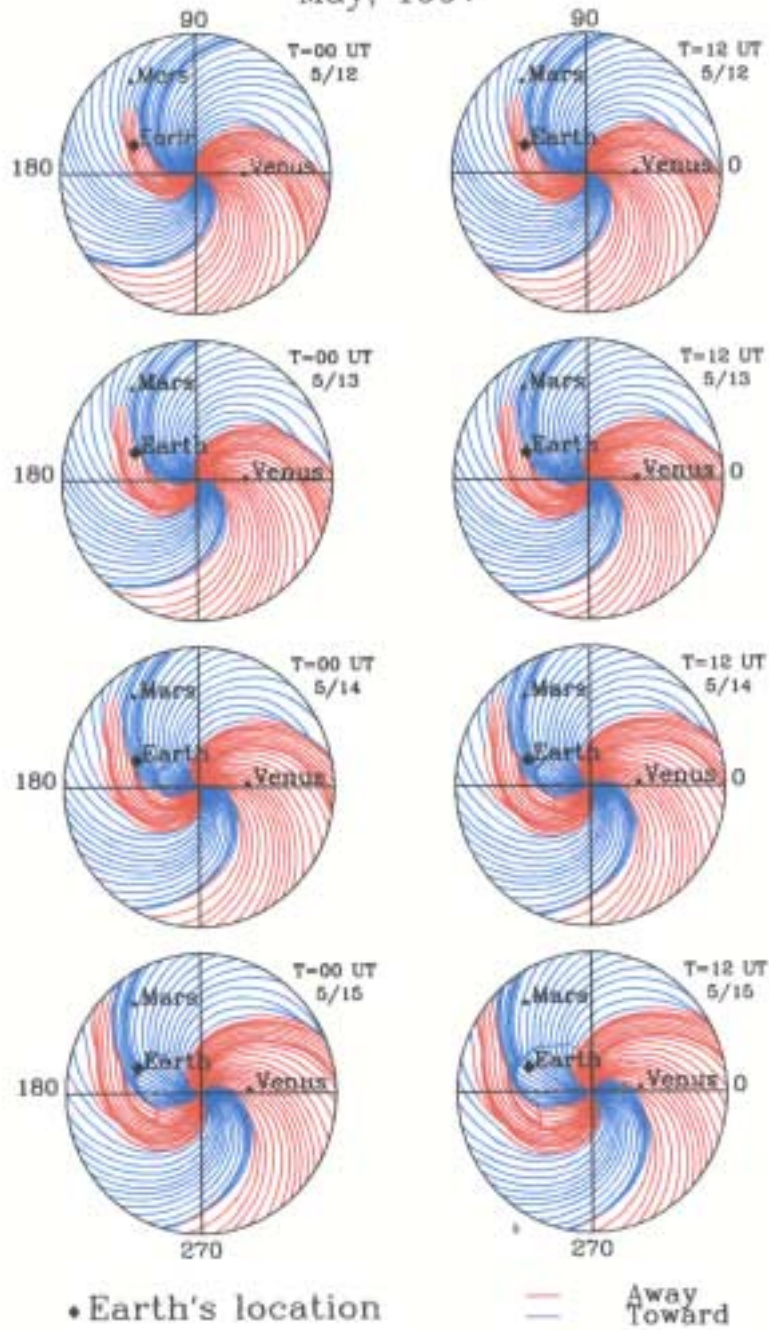 May,
90
90
T=00 UT
5/12
T=12 UT
5/12
Mars
Mars
Earth
Earth
180
Venus
Venus
0
T=00 UT
5/13
T=12 UT
5/13
Mars
Mars
Earth
Earth
180
Venus
Venus
0
T=00 UT
5/14
T=12 UT
5/14
Mars
Mars
Earth
Earth
180
Venus
Venus
0
T=00 UT
5/15
T=12 UT
5/15
Mars
Mars
Earth
Earth
180
Venus
Venus
0
270
270
Earth's location
Away
Toward